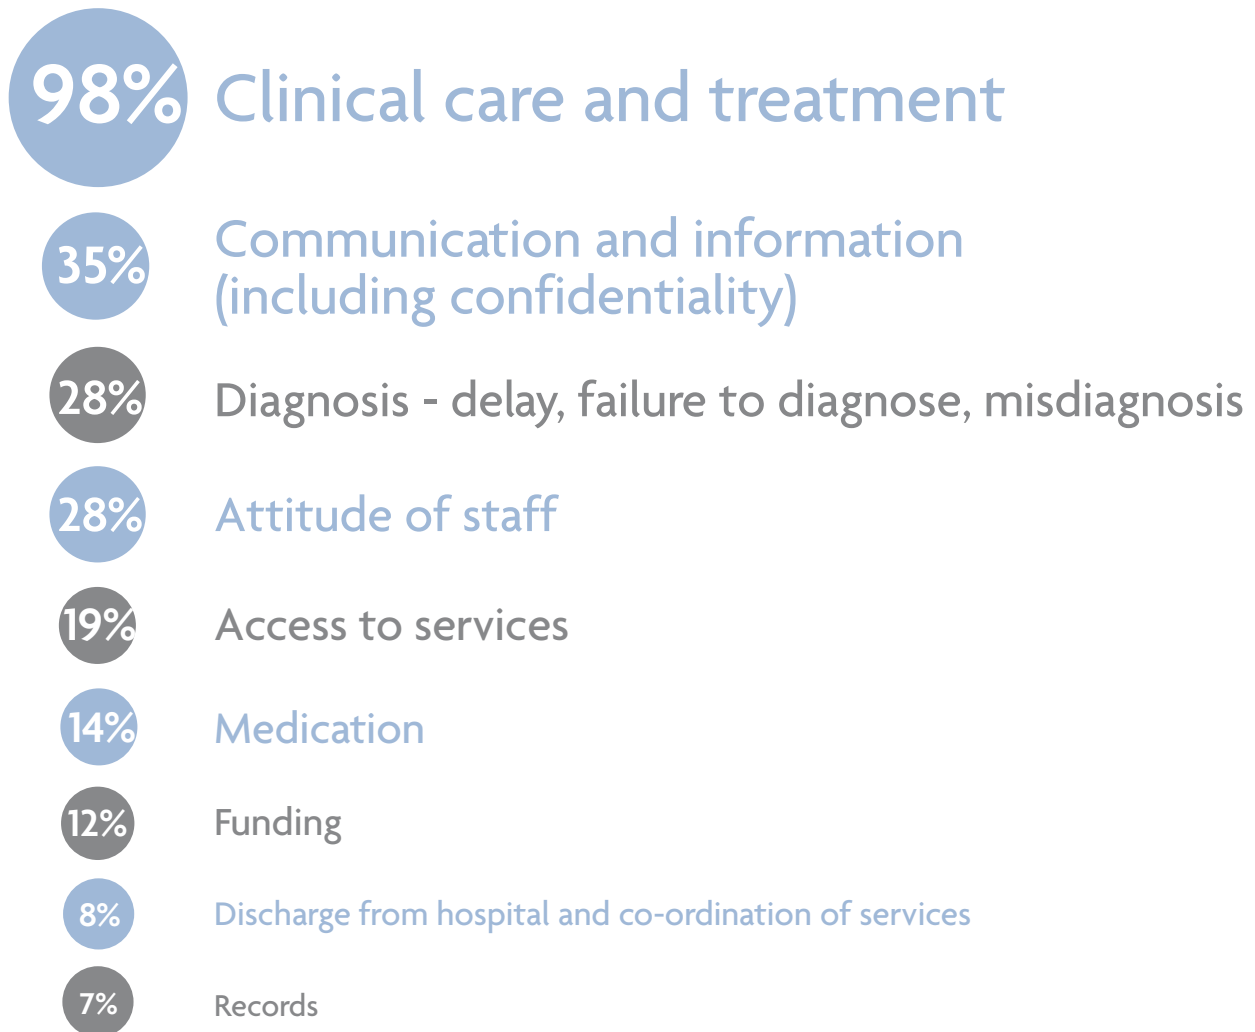 98% Clinical care and treatment
35% Communication and information
(including confidentiality)
28% Diagnosis - delay, failure to diagnose, misdiagnosis
28% Attitude of staff
19% Access to services
14% Medication
12% Funding
8% Discharge from hospital and co-ordination of services
7% Records